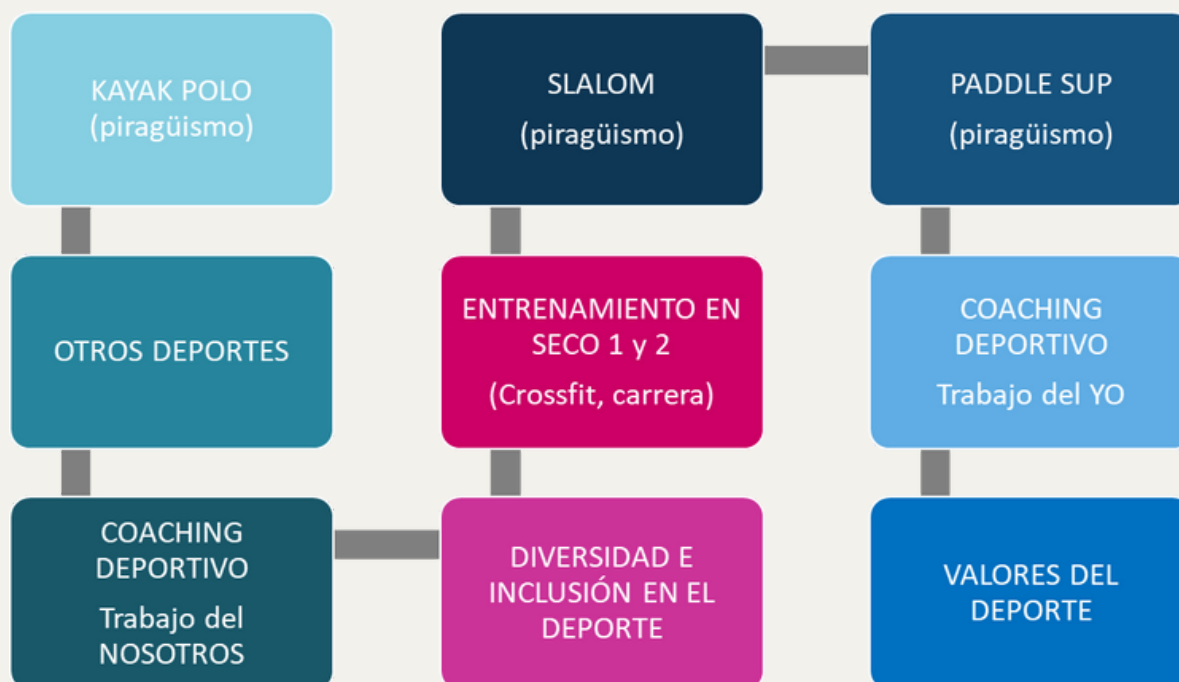 KAYAK POLO
(piragüismo)
OTROS DEPORTES
COACHING
DEPORTIVO
Trabajo del
NOSOTROS
DIVERSIDAD E
INCLUSIÓN EN EL
DEPORTE
ENTRENAMIENTO EN
SECO 1 y 2
(Crossfit, carrera)
SLALOM
(piragüismo)
PADDLE SUP
(piragüismo)
COACHING
DEPORTIVO
Trabajo del YO
VALORES DEL
DEPORTE